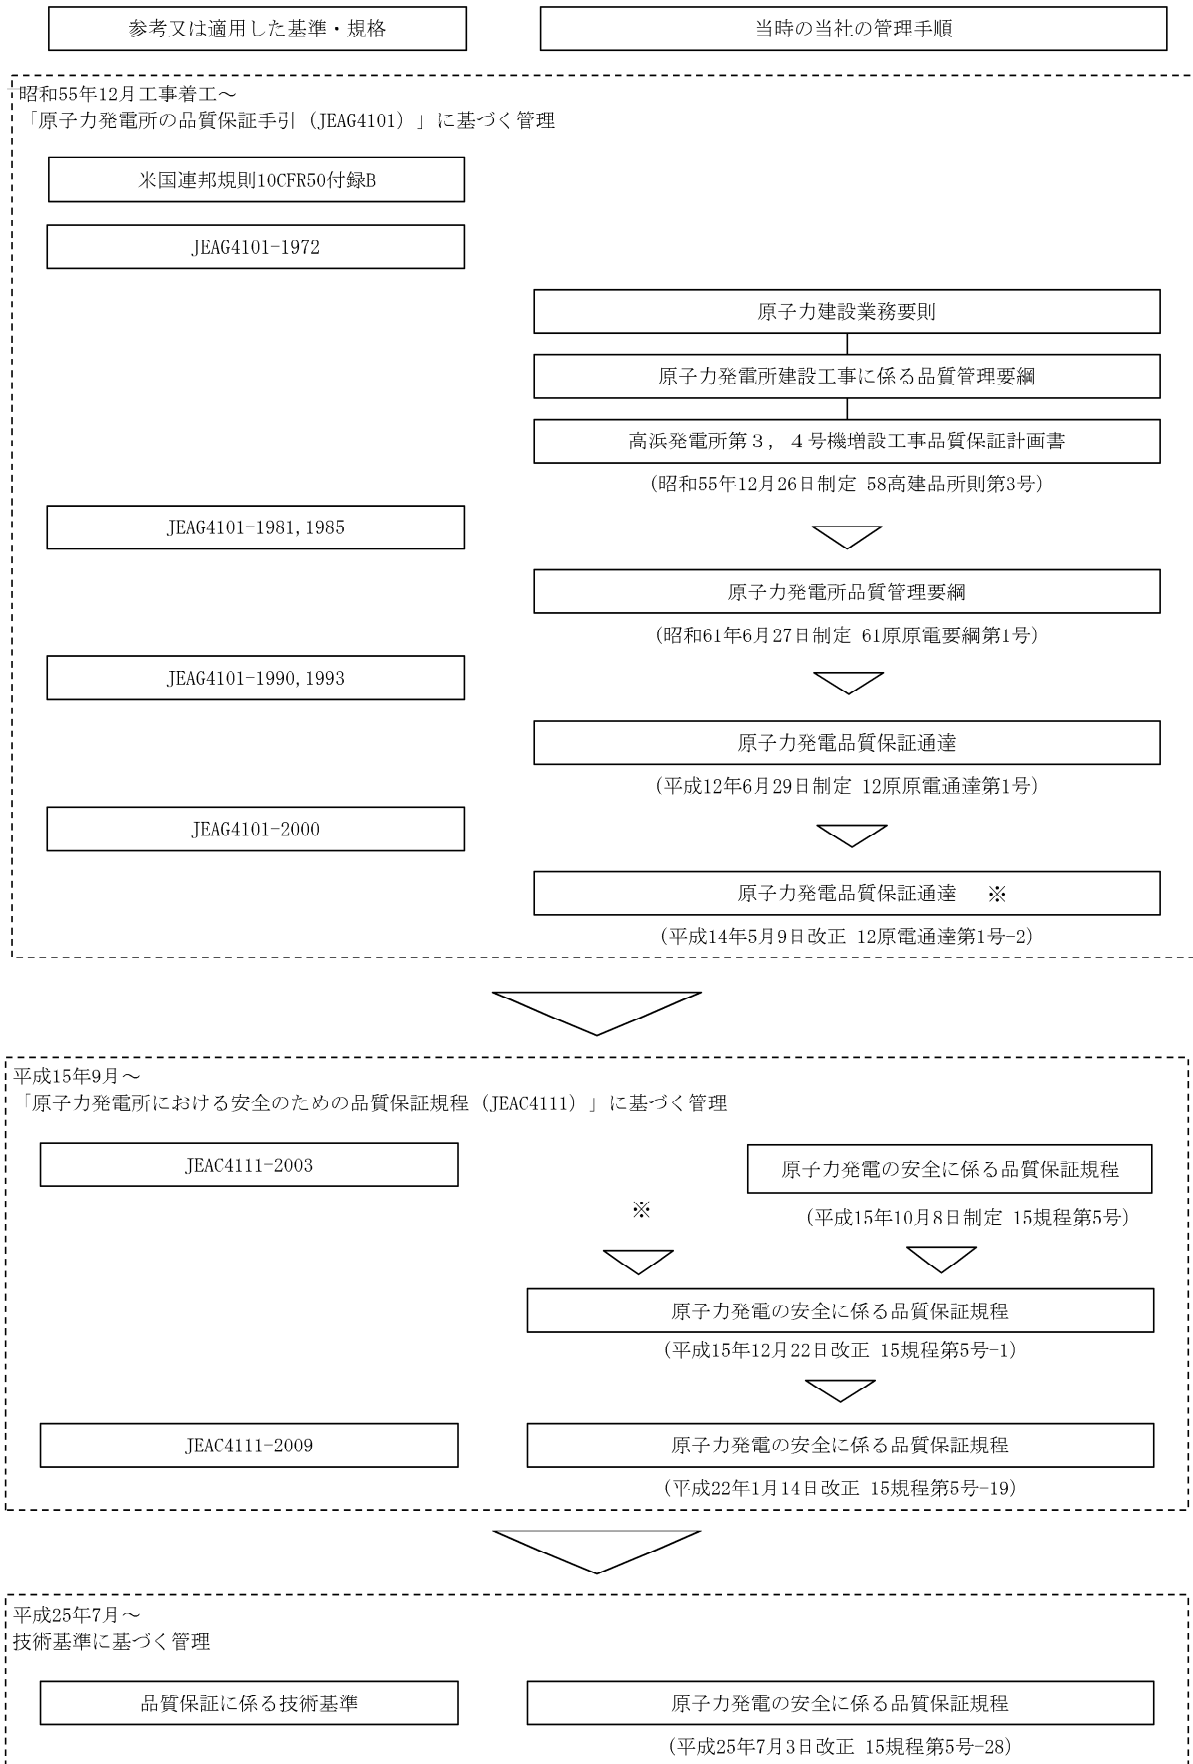 参考又は適用した基準・規格
当時の当社の管理手順
昭和55年12月工事着工～
「原子力発電所の品質保証手引（JEAG4101）」に基づく管理
米国連邦規則10CFR50付録B
JEAG4101-1972
原子力建設業務要則
原子力発電所建設工事に係る品質管理要綱
高浜発電所第３，４号機増設工事品質保証計画書
(昭和55年12月26日制定 58高建品所則第3号)
JEAG4101-1981,1985
原子力発電所品質管理要綱
(昭和61年6月27日制定 61原原電要綱第1号)
JEAG4101-1990,1993
原子力発電品質保証通達
(平成12年6月29日制定 12原原電通達第1号)
JEAG4101-2000
原子力発電品質保証通達 ※
(平成14年5月9日改正 12原電通達第1号-2)
平成15年9月～
「原子力発電所における安全のための品質保証規程（JEAC4111）」に基づく管理
JEAC4111-2003
原子力発電の安全に係る品質保証規程
※
(平成15年10月8日制定 15規程第5号)
原子力発電の安全に係る品質保証規程
(平成15年12月22日改正 15規程第5号-1)
JEAC4111-2009
原子力発電の安全に係る品質保証規程
(平成22年1月14日改正 15規程第5号-19)
平成25年7月～
技術基準に基づく管理
品質保証に係る技術基準
原子力発電の安全に係る品質保証規程
(平成25年7月3日改正 15規程第5号-28)